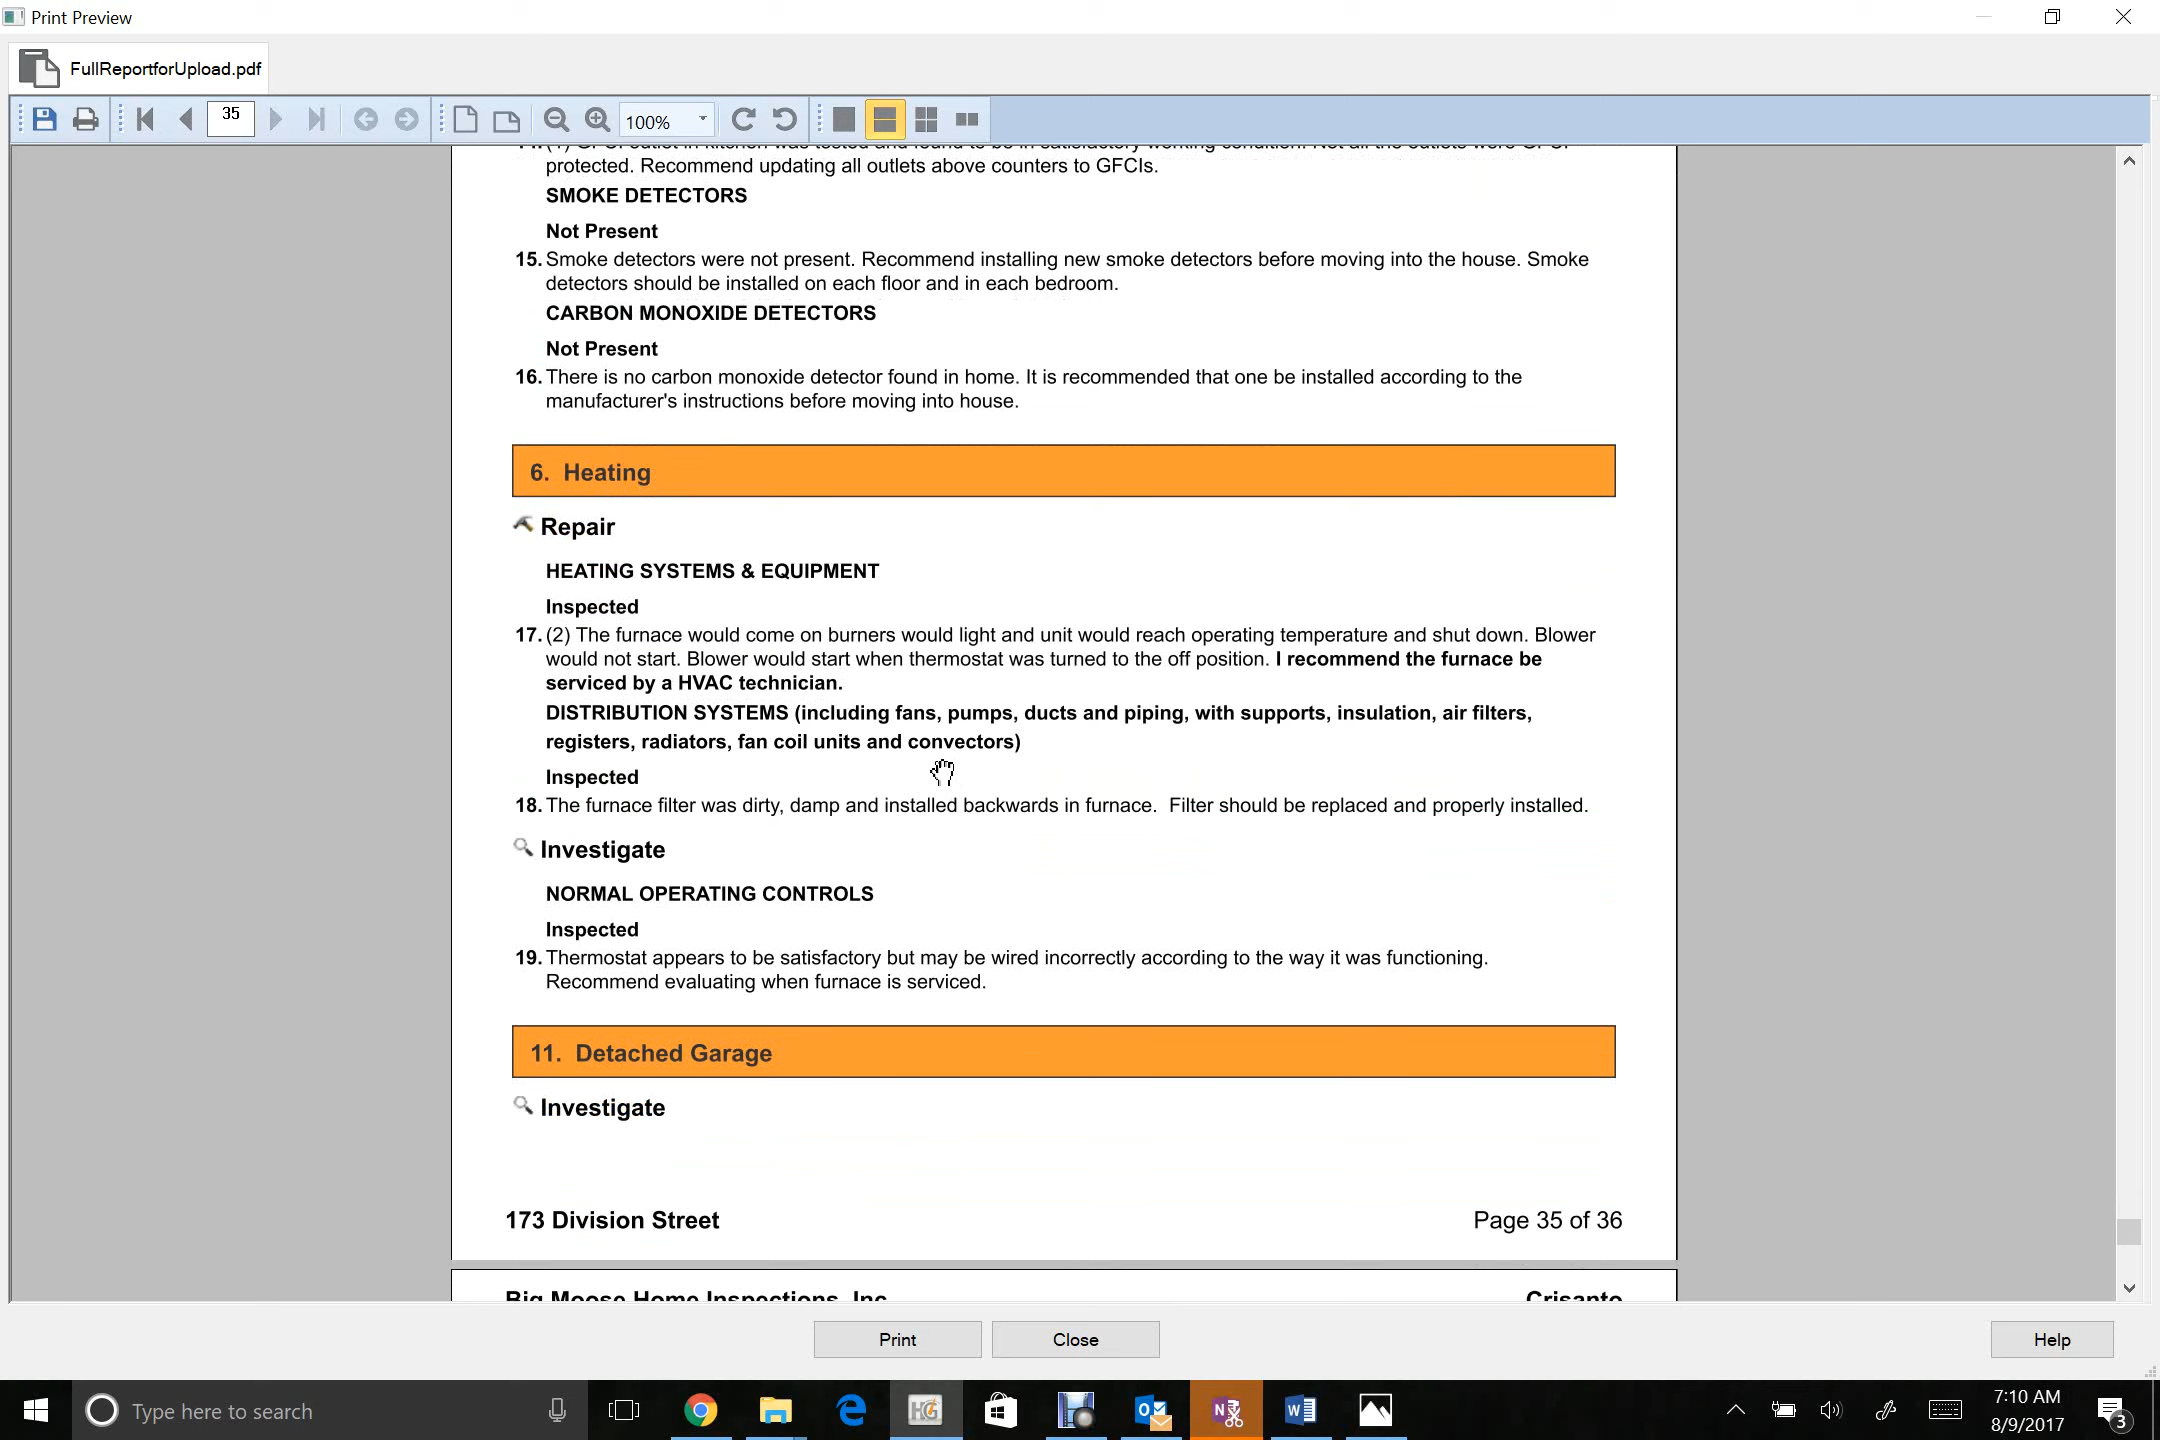 Print Preview
FullReportforUpload.pdf
35
100%
protected. Recommend updating all outlets above counters to GFCIs.
SMOKE DETECTORS
Not Present
15. Smoke detectors were not present. Recommend installing new smoke detectors before moving into the house. Smoke
detectors should be installed on each floor and in each bedroom.
CARBON MONOXIDE DETECTORS
Not Present
16. There is no carbon monoxide detector found in home. It is recommended that one be installed according to the
manufacturer's instructions before moving into house.
6. Heating
Repair
HEATING SYSTEMS & EQUIPMENT
Inspected
17. (2) The furnace would come on burners would light and unit would reach operating temperature and shut down. Blower
would not start. Blower would start when thermostat was turned to the off position. I recommend the furnace be
serviced by a HVAC technician.
DISTRIBUTION SYSTEMS (including fans, pumps, ducts and piping, with supports, insulation, air filters,
registers, radiators, fan coil units and convectors)
Inspected
18. The furnace filter was dirty, damp and installed backwards in furnace. Filter should be replaced and properly installed.
Investigate
NORMAL OPERATING CONTROLS
Inspected
19. Thermostat appears to be satisfactory but may be wired incorrectly according to the way it was functioning.
Recommend evaluating when furnace is serviced.
11. Detached Garage
Investigate
173 Division Street Page 35 of 36
Big Moose Home Inspections, Inc. Crisanto
Print Close Help
Type here to search
HG
N
W
7:10 AM
8/9/2017
3